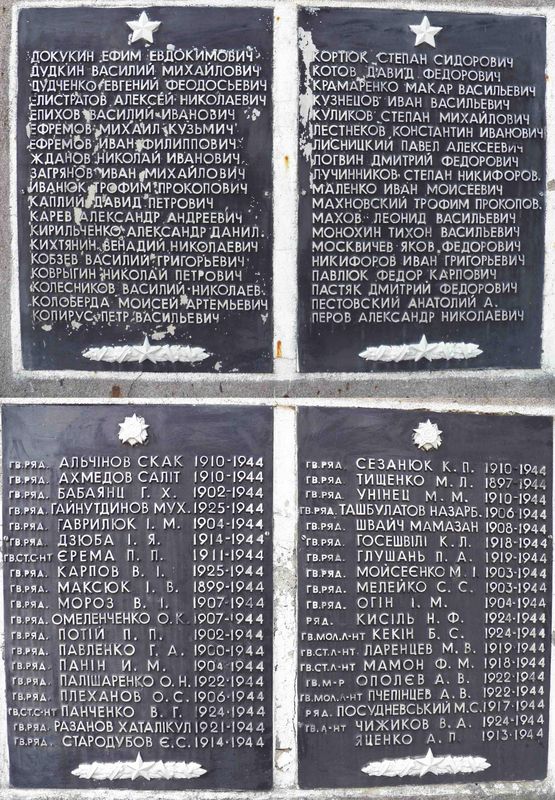 ДОКУКИН ЕФИМ ЕВДОКИМОВИЧ
ДУДКИН ВАСИЛИЙ МИХАЙЛОВИЧ
ДУДЧЕНКО ЕВГЕНИЙ ФЕОДОСЬЕВИЧ
ЕЛИСТРАТОВ АЛЕКСЕЙ НИКОЛАЕВИЧ
ЕПИХОВ ВАСИЛИЙ ИВАНОВИЧ
ЕФРЕМОВ МИХАИЛ КУЗЬМИЧ
ЕФРЕМОВ ИВАН ФИЛИППОВИЧ
ЖДАНОВ НИКОЛАЙ ИВАНОВИЧ
ЗАГРЯНОВ ИВАН МИХАЙЛОВИЧ
ИВАНЮК ТРОФИМ ПРОКОПОВИЧ
КАПЛИЙ ДАВИД ПЕТРОВИЧ
КАРЕВ АЛЕКСАНДР АНДРЕЕВИЧ
КИРИЛЬЧЕНКО АЛЕКСАНДР ДАНИЛ.
КИХТЯНИН ВЕНАДИЙ НИКОЛАЕВИЧ
КОБЗЕВ ВАСИЛИЙ ГРИГОРЬЕВИЧ
КОВРЫГИН НИКОЛАЙ ПЕТРОВИЧ
КОЛЕСНИКОВ ВАСИЛИЙ НИКОЛАЕВ.
КОЛОБЕРДА МОИСЕЙ АРТЕМЬЕВИЧ
КОПИРУС ПЕТР ВАСИЛЬЕВИЧ
КОРТЮК СТЕПАН СИДОРОВИЧ
КОТОВ ДАВИД ФЕДОРОВИЧ
КРАМАРЕНКО МАКАР ВАСИЛЬЕВИЧ
КУЗНЕЦОВ ИВАН ВАСИЛЬЕВИЧ
КУЛИКОВ СТЕПАН МИХАЙЛОВИЧ
ЛЕСТНЕКОВ КОНСТАНТИН ИВАНОВИЧ
ЛИСНИЦКИЙ ПАВЕЛ АЛЕКСЕЕВИЧ
ЛОГВИН ДМИТРИЙ ФЕДОРОВИЧ
ЛУЧИННИКОВ СТЕПАН НИКИФОРОВ.
МАЛЕНКО ИВАН МОИСЕЕВИЧ
МАХНОВСКИЙ ТРОФИМ ПРОКОПОВ.
МАХОВ ЛЕОНИД ВАСИЛЬЕВИЧ
МОНОХИН ТИХОН ВАСИЛЬЕВИЧ
МОСКВИЧЕВ ЯКОВ ФЕДОРОВИЧ
НИКИФОРОВ ИВАН ГРИГОРЬЕВИЧ
ПАВЛЮК ФЕДОР КАРПОВИЧ
ПАСТЯК ДМИТРИЙ ФЕДОРОВИЧ
ПЕСТОВСКИЙ АНАТОЛИЙ А.
ПЕРОВ АЛЕКСАНДР НИКОЛАЕВИЧ
ГВ.РЯД. АЛЬЧІНОВ СКАК 1910-1944
ГВ.РЯД. АХМЕДОВ САЛІТ 1910-1944
ГВ.РЯД. БАБАЯНЦ Г. Х. 1902-1944
ГВ.РЯД. ГАЙНУТДИНОВ МУХ. 1925-1944
ГВ.РЯД. ГАВРИЛЮК І. М. 1904-1944
ГВ.РЯД. ДЗЮБА І. Я. 1914-1944
ГВ.СТ.С-НТ ЄРЕМА П. П. 1911-1944
ГВ.РЯД. КАРПОВ В. І. 1925-1944
ГВ.РЯД. МАКСЮК І. В. 1899-1944
ГВ.РЯД. МОРОЗ В. І. 1907-1944
ГВ.РЯД. ОМЕЛЕНЧЕНКО О.К. 1907-1944
ГВ.РЯД. ПОТІЙ П. П. 1902-1944
ГВ.РЯД. ПАВЛЕНКО Г. А. 1900-1944
ГВ.РЯД. ПАНІН И. М. 1904-1944
ГВ.РЯД. ПАЛІШАРЕНКО О.Н. 1922-1944
ГВ.РЯД. ПЛЕХАНОВ О.С. 1906-1944
ГВ.СТ.С-НТ ПАНЧЕНКО В. Г. 1924-1944
ГВ.РЯД. РАЗАНОВ ХАТАЛІКУЛ 1921-1944
ГВ.РЯД. СТАРОДУБОВ Є.С. 1914-1944
ГВ.РЯД. СЕЗАНЮК К. П. 1910-1944
ГВ.РЯД. ТИЩЕНКО М. Л. 1897-1944
ГВ.РЯД. УНІНЕЦ М. М. 1910-1944
ГВ.РЯД. ТАШБУЛАТОВ НАЗАРБ. 1906-1944
ГВ.РЯД. ШВАЙЧ МАМАЗАН 1908-1944
ГВ.РЯД. ГОСЕШВІЛІ К. Л. 1918-1944
ГВ.РЯД. ГЛУШАНЬ П. А. 1919-1944
ГВ.РЯД. МОЙСЕЄНКО М. І. 1903-1944
ГВ.РЯД. МЕЛЕЙКО С. С. 1903-1944
ГВ.РЯД. ОГІН І. М. 1904-1944
РЯД. КИСІЛЬ Н. Ф. 1924-1944
ГВ.МОЛ.Л-НТ КЕКІН Б. С. 1924-1944
ГВ.СТ.Л-НТ ЛАРЕНЦЕВ М. В. 1919-1944
ГВ.СТ.Л-НТ МАМОН Ф. М. 1918-1944
ГВ.М-Р ОПОЛЄВ А. В. 1922-1944
ГВ.МОЛ.Л-НТ ПЧЕПІНЦЕВ А. В. 1922-1944
ГВ.РЯД. ПОСУДНЕВСЬКИЙ М.С. 1917-1944
ГВ.Л-НТ ЧИЖИКОВ В. А. 1924-1944
ЯЦЕНКО А. П. 1913-1944